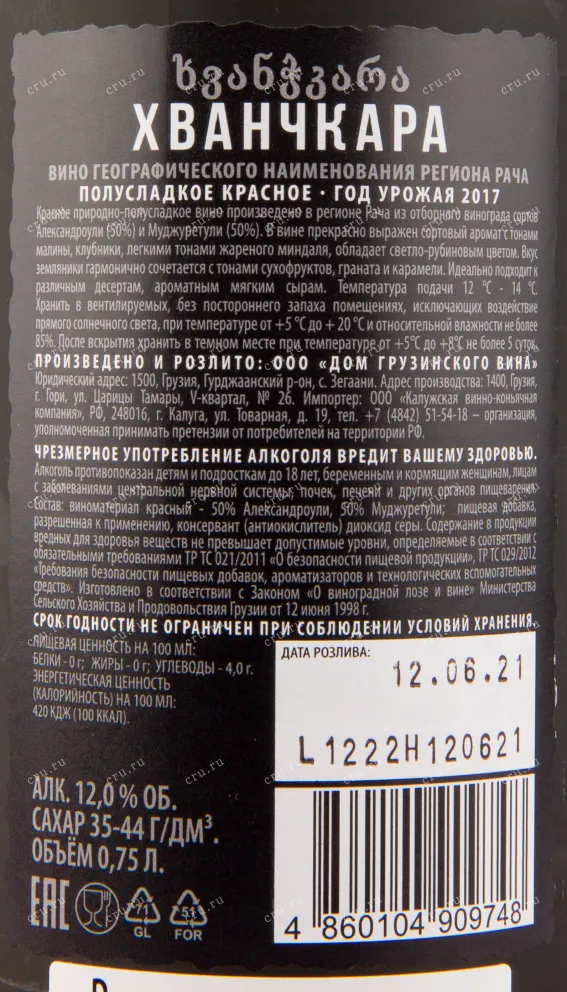 ხვანჭკარა
ХВАНЧКАРА
ВИНО ГЕОГРАФИЧЕСКОГО НАИМЕНОВАНИЯ РЕГИОНА РАЧА
ПОЛУСЛАДКОЕ КРАСНОЕ · ГОД УРОЖАЯ 2017
Красное природно-полусладкое вино произведено в регионе Рача из отборного винограда сортов
Александроули (50%) и Муджуретули (50%). В вине прекрасно выражен сортовый аромат с тонами
малины, клубники, легкими тонами жареного миндаля, обладает светло-рубиновым цветом. Вкус
земляники гармонично сочетается с тонами сухофруктов, граната и карамели. Идеально подходит к
различным десертам, ароматным мягким сырам. Температура подачи 12 °C - 14 °C.
Хранить в вентилируемых, без постороннего запаха помещениях, исключающих воздействие
прямого солнечного света, при температуре от +5 °C до + 20 °C и относительной влажности не более
85%. После вскрытия хранить в темном месте при температуре от +5°C до +8°C не более 5 суток.
ПРОИЗВЕДЕНО И РОЗЛИТО: ООО «ДОМ ГРУЗИНСКОГО ВИНА»
Юридический адрес: 1500, Грузия, Гурджаанский р-он, с. Зегаани. Адрес производства: 1400, Грузия,
г. Гори, ул. Царицы Тамары, V-квартал, № 26. Импортер: ООО «Калужская винно-коньячная
компания», РФ, 248016, г. Калуга, ул. Товарная, д. 19, тел. +7 (4842) 51-54-18 – организация,
уполномоченная принимать претензии от потребителей на территории РФ.
ЧРЕЗМЕРНОЕ УПОТРЕБЛЕНИЕ АЛКОГОЛЯ ВРЕДИТ ВАШЕМУ ЗДОРОВЬЮ.
Алкоголь противопоказан детям и подросткам до 18 лет, беременным и кормящим женщинам, лицам
с заболеваниями центральной нервной системы, почек, печени и других органов пищеварения.
Состав: виноматериал красный - 50% Александроули, 50% Муджуретули; пищевая добавка,
разрешенная к применению, консервант (антиокислитель) диоксид серы. Содержание в продукции
вредных для здоровья веществ не превышает допустимые уровни, определяемые в соответствии с
обязательными требованиями ТР ТС 021/2011 «О безопасности пищевой продукции», ТР ТС 029/2012
«Требования безопасности пищевых добавок, ароматизаторов и технологических вспомогательных
средств». Изготовлено в соответствии с Законом «О виноградной лозе и вине» Министерства
Сельского Хозяйства и Продовольствия Грузии от 12 июня 1998 г.
СРОК ГОДНОСТИ НЕ ОГРАНИЧЕН ПРИ СОБЛЮДЕНИИ УСЛОВИЙ ХРАНЕНИЯ.
ПИЩЕВАЯ ЦЕННОСТЬ НА 100 МЛ:
БЕЛКИ - 0 г; ЖИРЫ - 0 г; УГЛЕВОДЫ - 4,0 г.
ЭНЕРГЕТИЧЕСКАЯ ЦЕННОСТЬ
(КАЛОРИЙНОСТЬ) НА 100 МЛ:
420 КДЖ (100 ККАЛ).
ДАТА РОЗЛИВА:
12.06.21
L1222H120621
АЛК. 12,0 % ОБ.
САХАР 35-44 Г/ДМ³.
ОБЪЁМ 0,75 Л.
EAC
71
GL
51
FOR
4 860104 909748
cru.ru